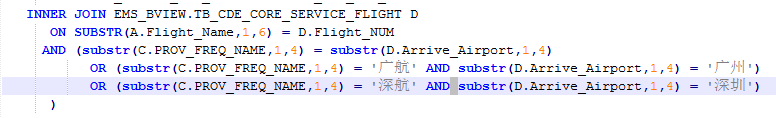 INNER JOIN EMS_BVIEW.TB_CDE_CORE_SERVICE_FLIGHT D
ON SUBSTR(A.Flight_Name,1,6) = D.Flight_NUM
AND (substr(C.PROV_FREQ_NAME,1,4) = substr(D.Arrive_Airport,1,4)
OR (substr(C.PROV_FREQ_NAME,1,4) = '广航' AND substr(D.Arrive_Airport,1,4) = '广州')
OR (substr(C.PROV_FREQ_NAME,1,4) = '深航' AND substr(D.Arrive_Airport,1,4) = '深圳')
)